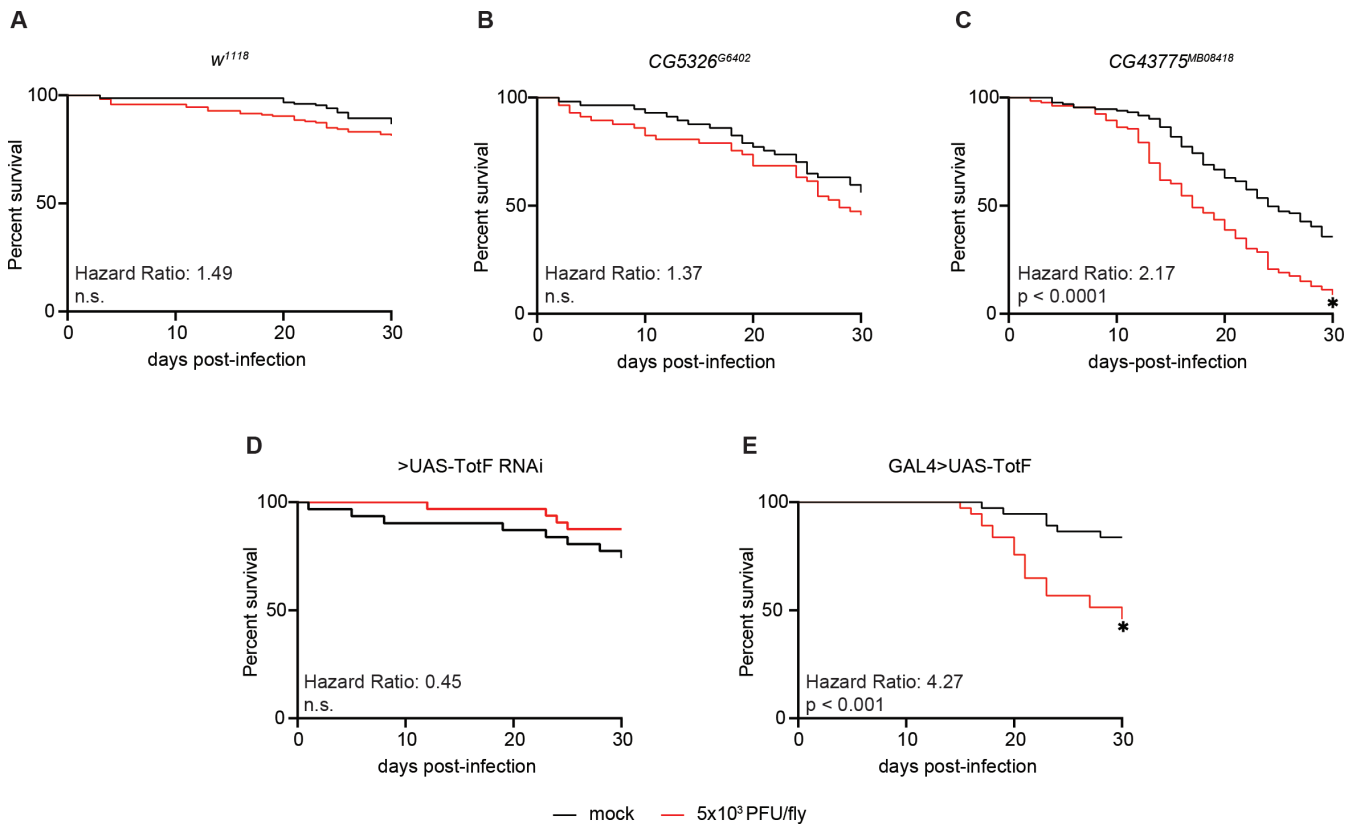 A
w1118
Percent survival
100
50
0
Hazard Ratio: 1.49
n.s.
0 10 20 30
days post-infection
B
CG5326G6402
Percent survival
100
50
0
Hazard Ratio: 1.37
n.s.
0 10 20 30
days post-infection
C
CG43775MB08418
Percent survival
100
50
0
Hazard Ratio: 2.17
p < 0.0001
*
0 10 20 30
days-post-infection
D
>UAS-TotF RNAi
Percent survival
100
50
0
Hazard Ratio: 0.45
n.s.
0 10 20 30
days post-infection
E
GAL4>UAS-TotF
Percent survival
100
50
0
Hazard Ratio: 4.27
p < 0.001
*
0 10 20 30
days post-infection
mock 5x10³ PFU/fly